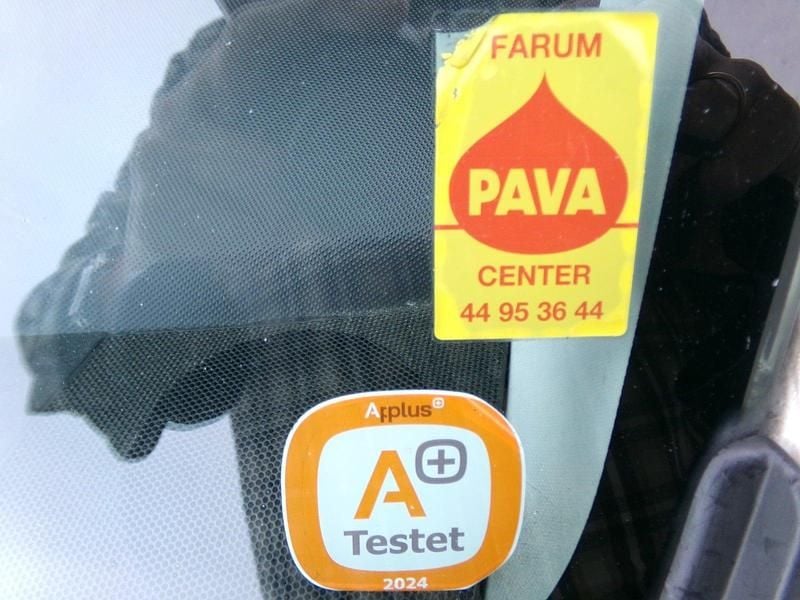 FARUM
PAVA
CENTER
44 95 36 44
Applus+
A+
Testet
2024